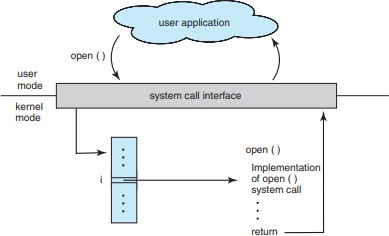 user application
open ( )
user
mode
system call interface
kernel
mode
i
open ( )
Implementation
of open ( )
system call
return